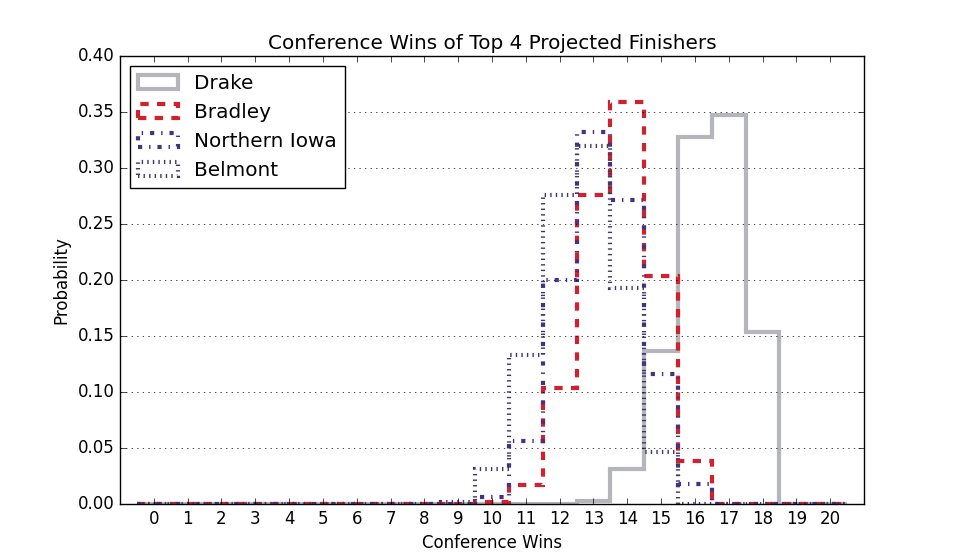 Conference Wins of Top 4 Projected Finishers
0.40
Drake
0.35
Bradley
Northern Iowa
0.30
Belmont
0.25
0.20
0.15
0.10
0.05
0.00
Probability
0 1 2 3 4 5 6 7 8 9 10 11 12 13 14 15 16 17 18 19 20
Conference Wins